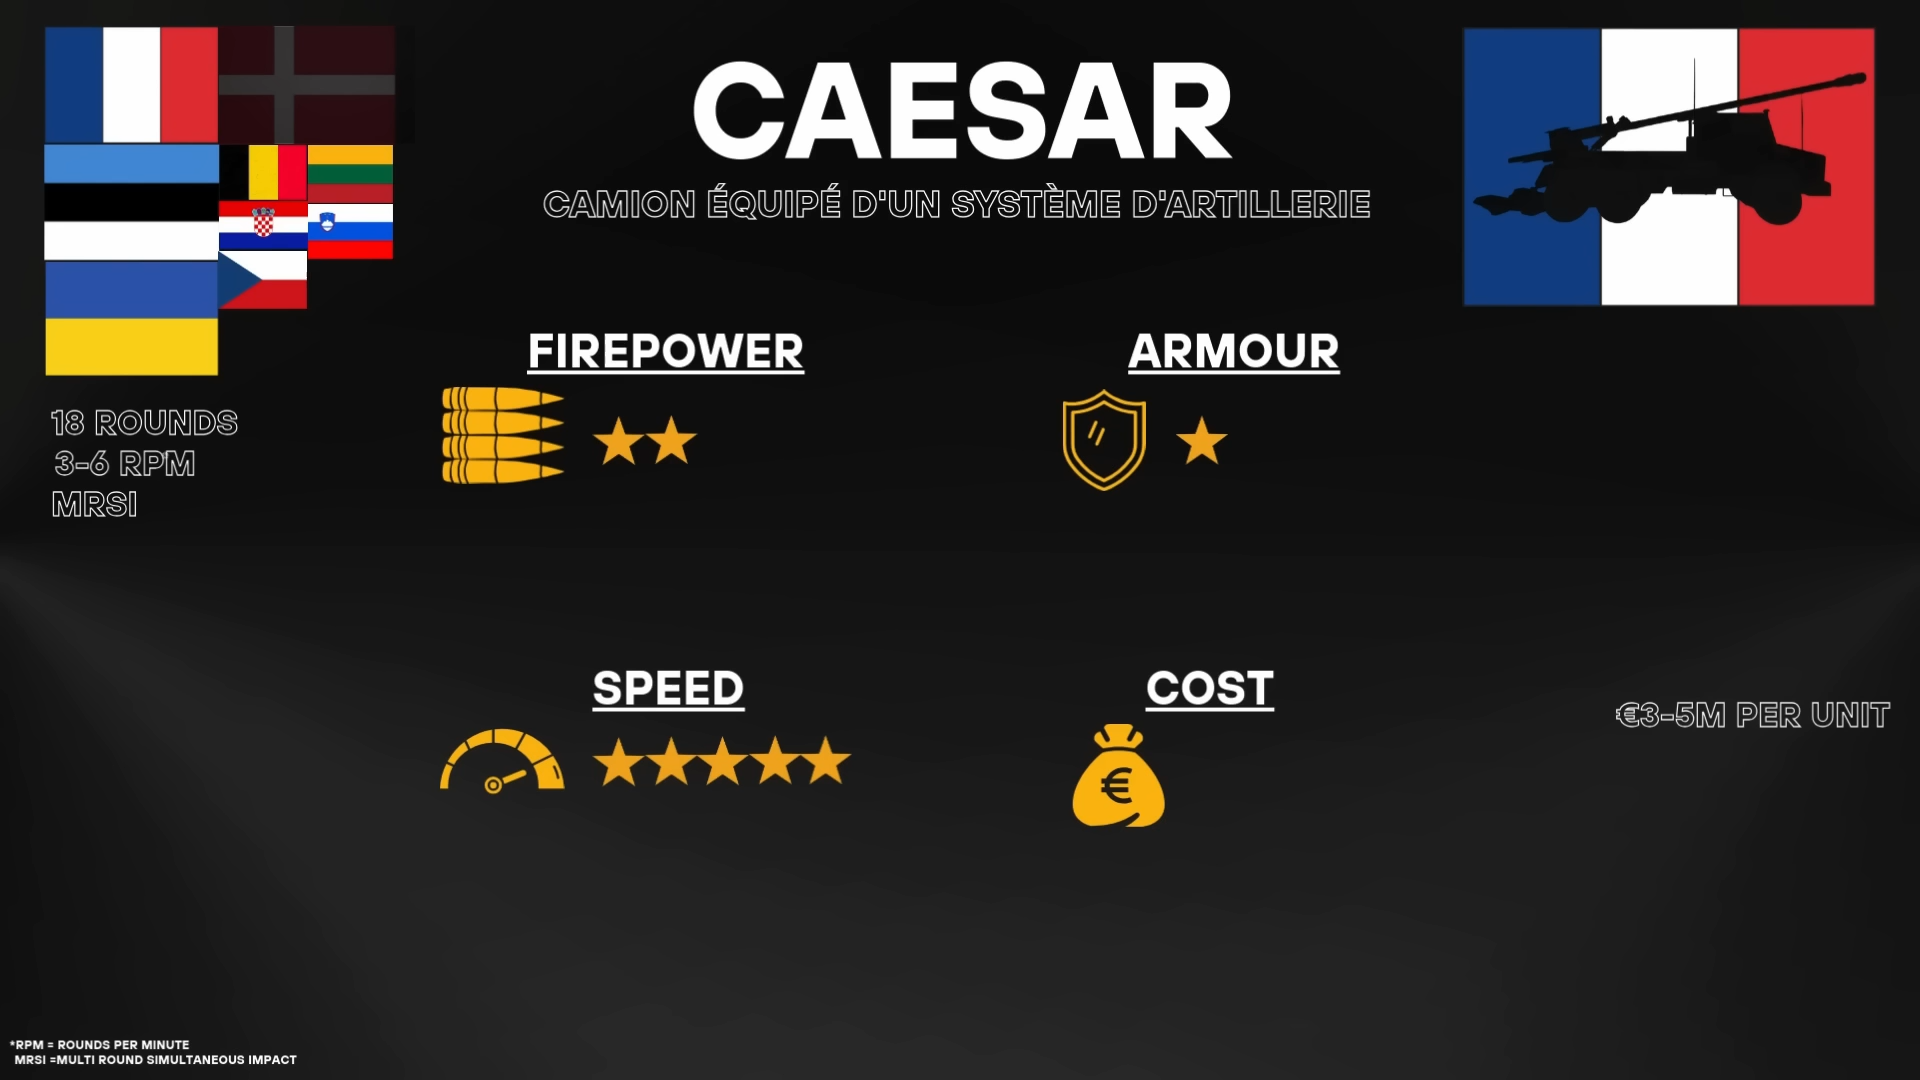 CAESAR
CAMION ÉQUIPÉ D'UN SYSTÈME D'ARTILLERIE
FIREPOWER
ARMOUR
18 ROUNDS
3-6 RPM
MRSI
SPEED
COST
€3-5M PER UNIT
€
*RPM = ROUNDS PER MINUTE
MRSI =MULTI ROUND SIMULTANEOUS IMPACT